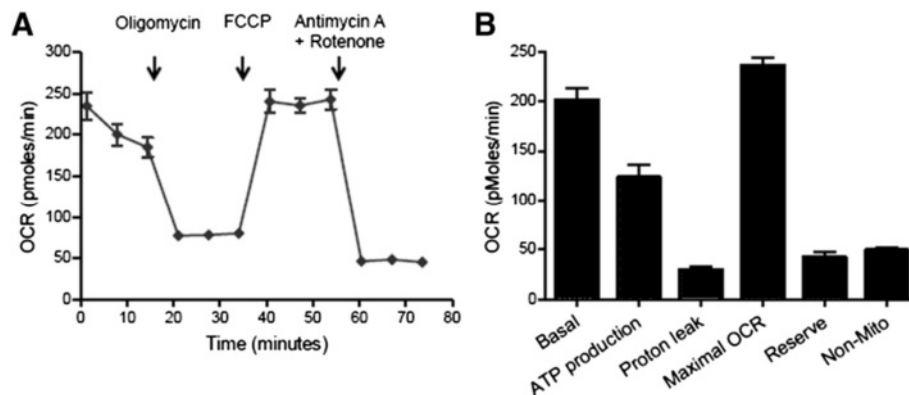 A
Oligomycin
FCCP
Antimycin A
+ Rotenone
OCR (pmoles/min)
300
250
200
150
100
50
0
0 10 20 30 40 50 60 70 80
Time (minutes)
B
OCR (pMoles/min)
250
200
150
100
50
0
Basal
ATP production
Proton leak
Maximal OCR
Reserve
Non-Mito